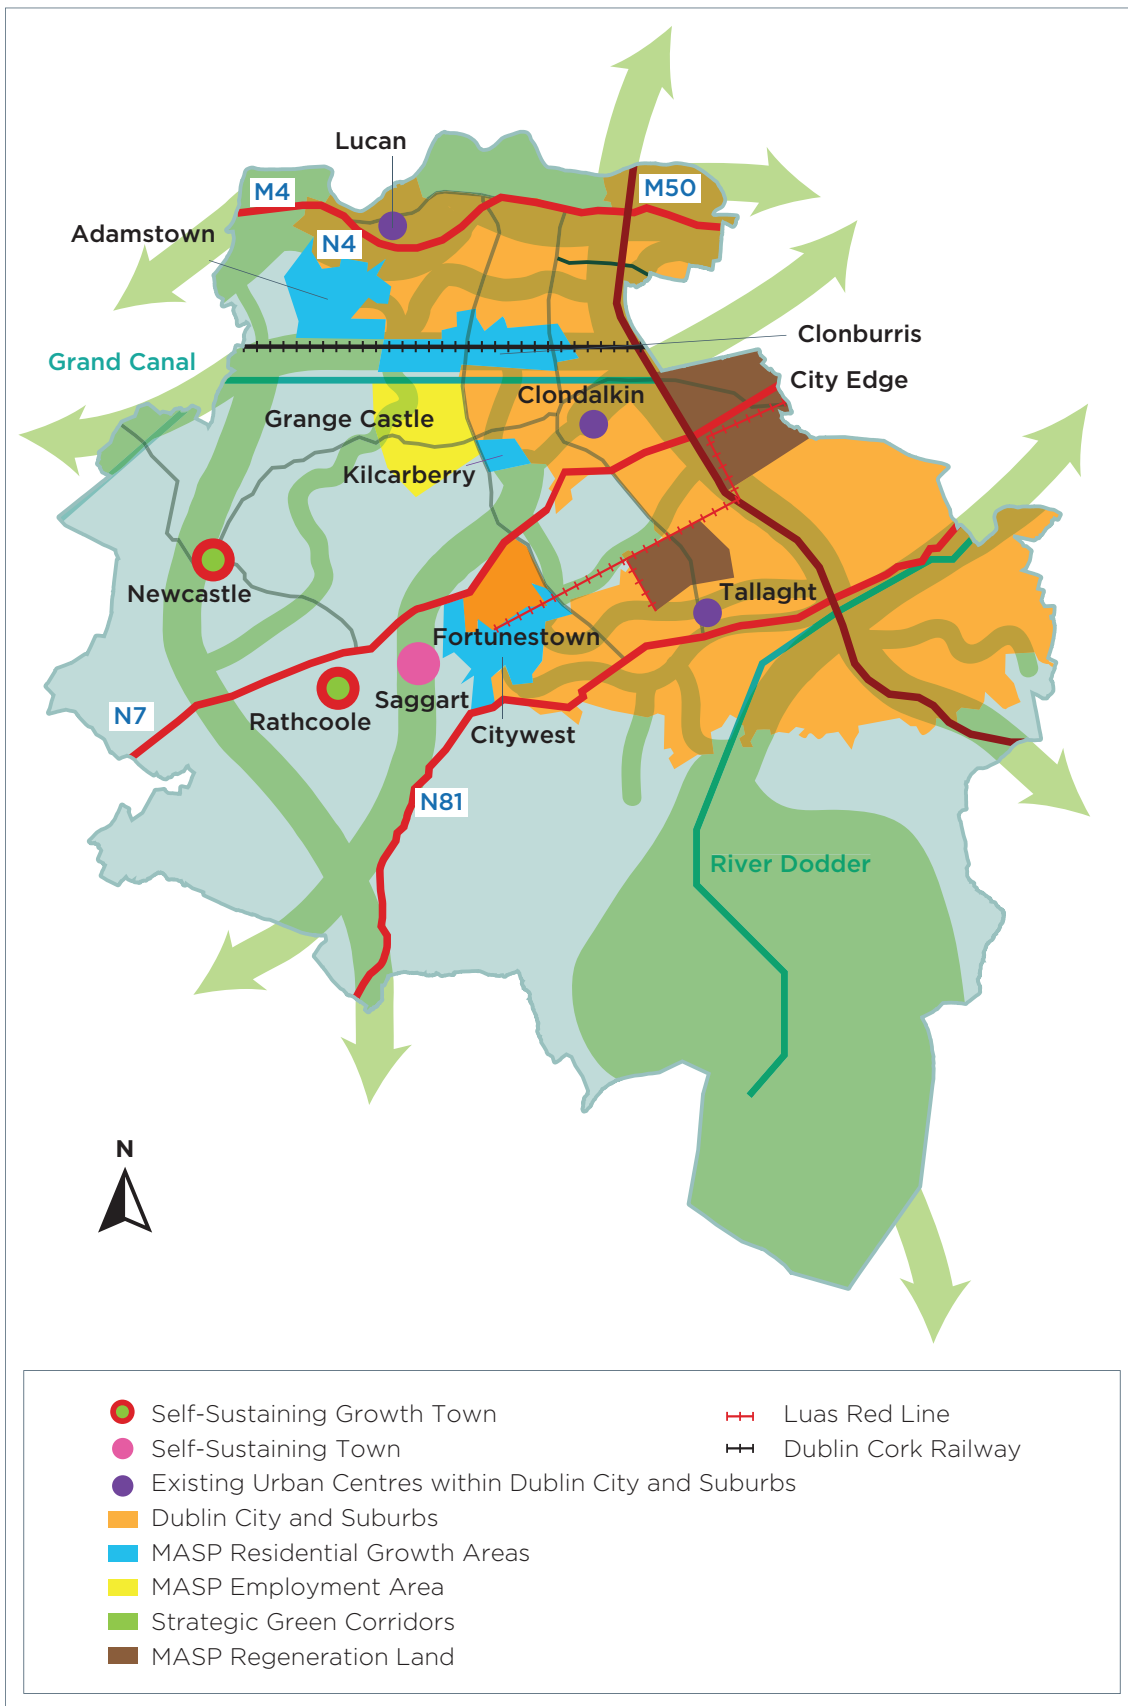 Lucan
M4
M50
Adamstown
N4
Clonburris
Grand Canal
City Edge
Clondalkin
Grange Castle
Kilcarberry
Newcastle
Tallaght
Fortunestown
Saggart
N7
Rathcoole
Citywest
N81
River Dodder
N
Self-Sustaining Growth Town
Self-Sustaining Town
Existing Urban Centres within Dublin City and Suburbs
Dublin City and Suburbs
MASP Residential Growth Areas
MASP Employment Area
Strategic Green Corridors
MASP Regeneration Land
Luas Red Line
Dublin Cork Railway